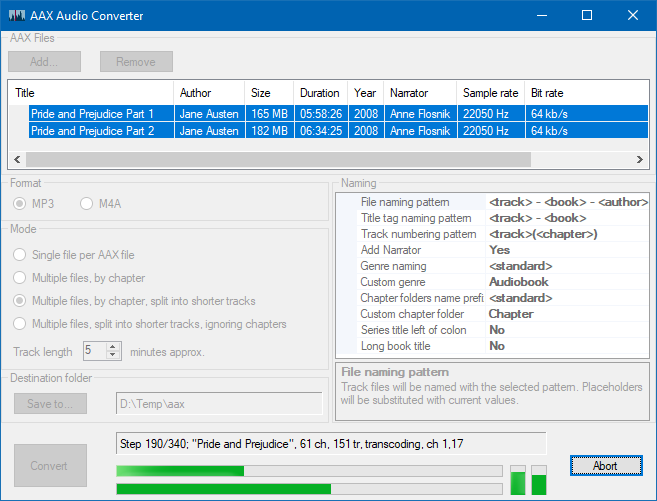 AAX Audio Converter
AAX Files
Add... Remove
Title Author Size Duration Year Narrator Sample rate Bit rate
Pride and Prejudice Part 1 Jane Austen 165 MB 05:58:26 2008 Anne Flosnik 22050 Hz 64 kb/s
Pride and Prejudice Part 2 Jane Austen 182 MB 06:34:25 2008 Anne Flosnik 22050 Hz 64 kb/s
Format
MP3 M4A
Mode
Single file per AAX file
Multiple files, by chapter
Multiple files, by chapter, split into shorter tracks
Multiple files, split into shorter tracks, ignoring chapters
Track length 5 minutes approx.
Destination folder
Save to... D:\Temp\aax
Naming
File naming pattern <track> - <book> - <author>
Title tag naming pattern <track> - <book>
Track numbering pattern <track>(<chapter>)
Add Narrator Yes
Genre naming <standard>
Custom genre Audiobook
Chapter folders name prefi <standard>
Custom chapter folder Chapter
Series title left of colon No
Long book title No
File naming pattern
Track files will be named with the selected pattern. Placeholders
will be substituted with current values.
Convert
Step 190/340; "Pride and Prejudice", 61 ch, 151 tr, transcoding, ch 1,17
Abort